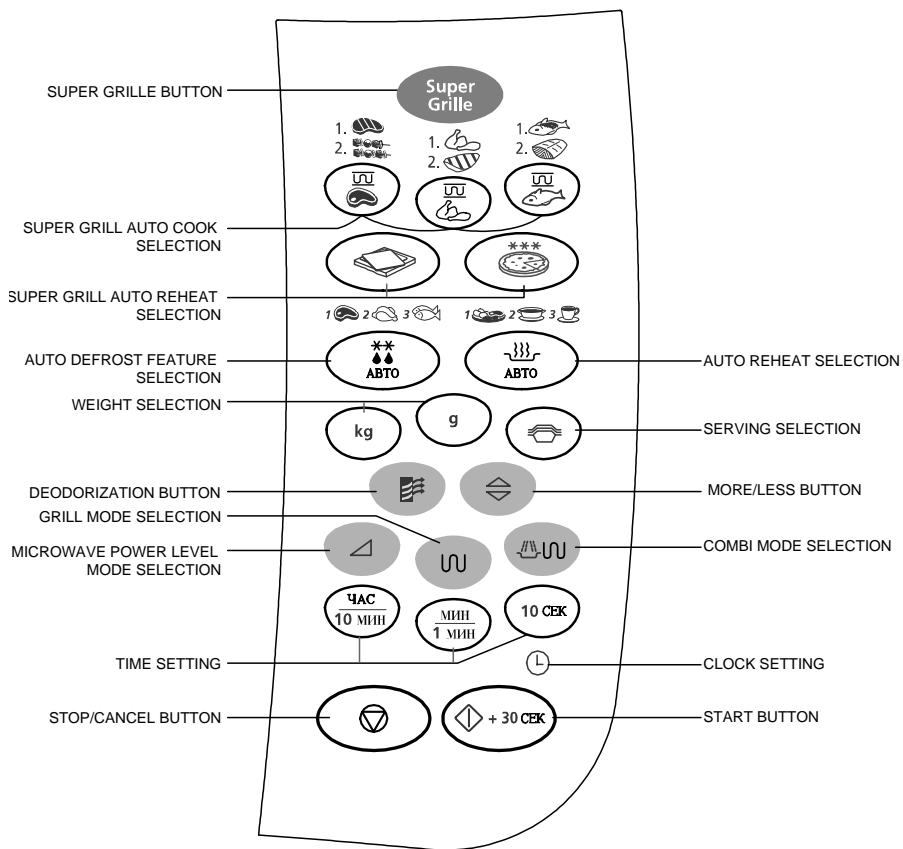 SUPER GRILLE BUTTON
Super
Grille
1.
2.
1.
2.
1.
2.
SUPER GRILL AUTO COOK
SELECTION
***
SUPER GRILL AUTO REHEAT
SELECTION
1 2 3
1 2 3
AUTO DEFROST FEATURE
SELECTION
АВТО
АВТО
AUTO REHEAT SELECTION
WEIGHT SELECTION
kg
g
SERVING SELECTION
DEODORIZATION BUTTON
MORE/LESS BUTTON
GRILL MODE SELECTION
MICROWAVE POWER LEVEL
MODE SELECTION
COMBI MODE SELECTION
ЧАС
10 МИН
МИН
1 МИН
10 СЕК
TIME SETTING
CLOCK SETTING
STOP/CANCEL BUTTON
+ 30 СЕК
START BUTTON